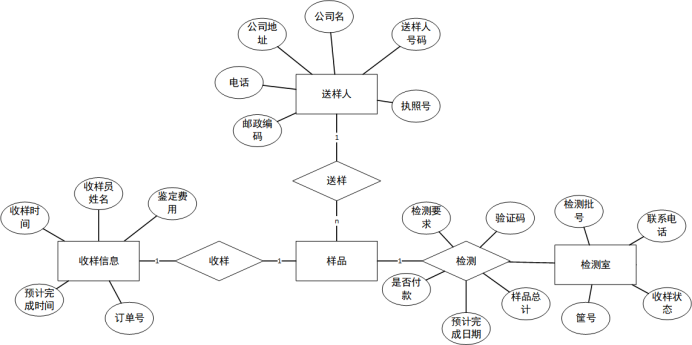 公司名
公司地
址
送样人
号码
电话
送样人
执照号
邮政编
码
1
送样
n
收样员
姓名
鉴定费
用
收样时
间
检测要
求
验证码
检测批
号
联系电
话
收样信息
1
收样
1
样品
1
检测
检测室
预计完
成时间
订单号
是否付
款
预计完
成日期
样品总
计
筐号
收样
状态